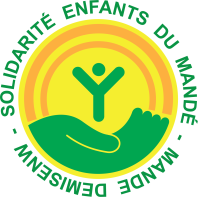 SOLIDARITÉ ENFANTS DU MANDÉ - MANDE DEMISENW -